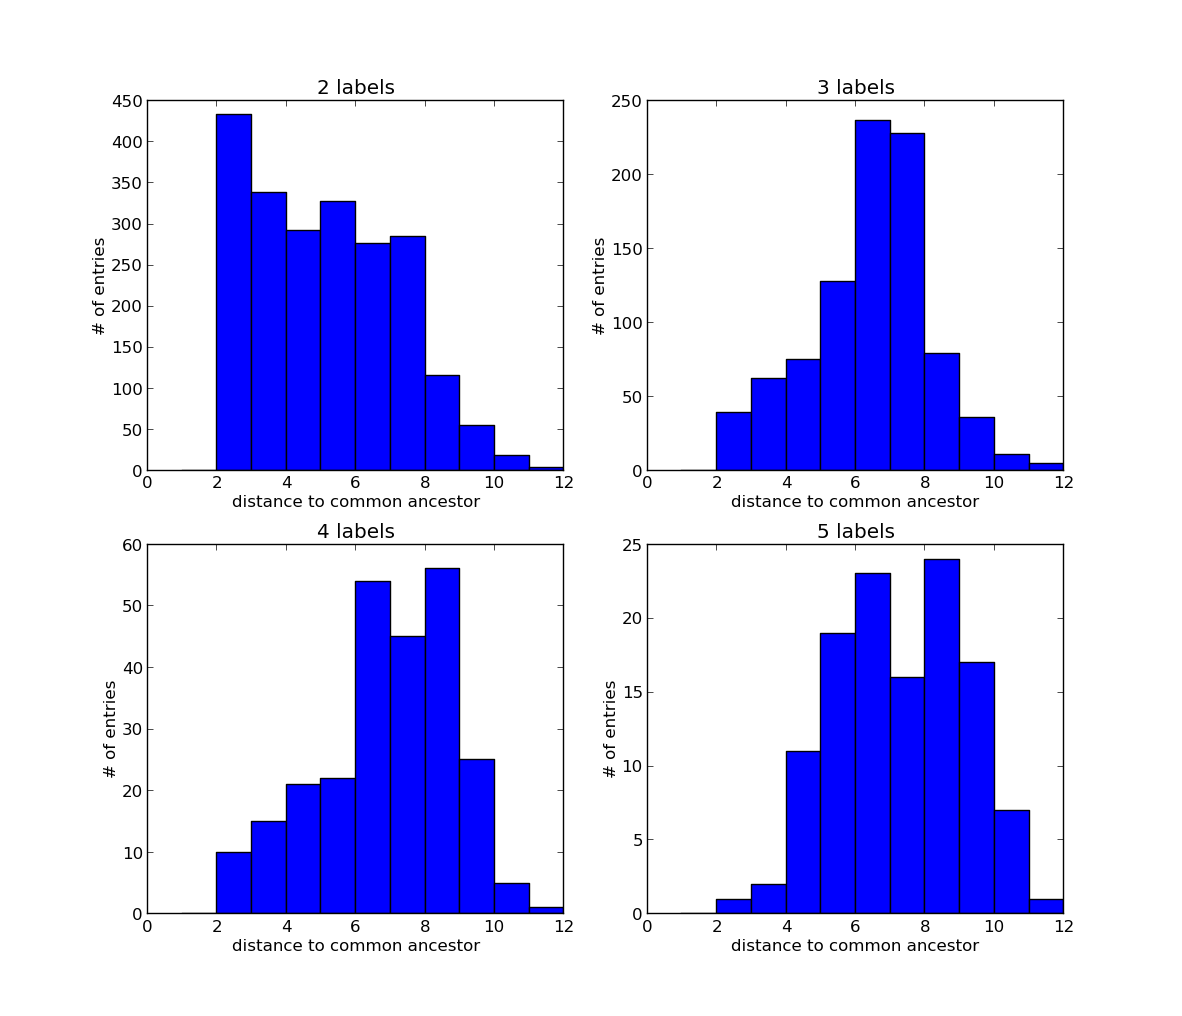 2 labels
450
400
350
300
250
200
150
100
50
0
# of entries
0 2 4 6 8 10 12
distance to common ancestor
3 labels
250
200
150
100
50
0
# of entries
0 2 4 6 8 10 12
distance to common ancestor
4 labels
60
50
40
30
20
10
0
# of entries
0 2 4 6 8 10 12
distance to common ancestor
5 labels
25
20
15
10
5
0
# of entries
0 2 4 6 8 10 12
distance to common ancestor